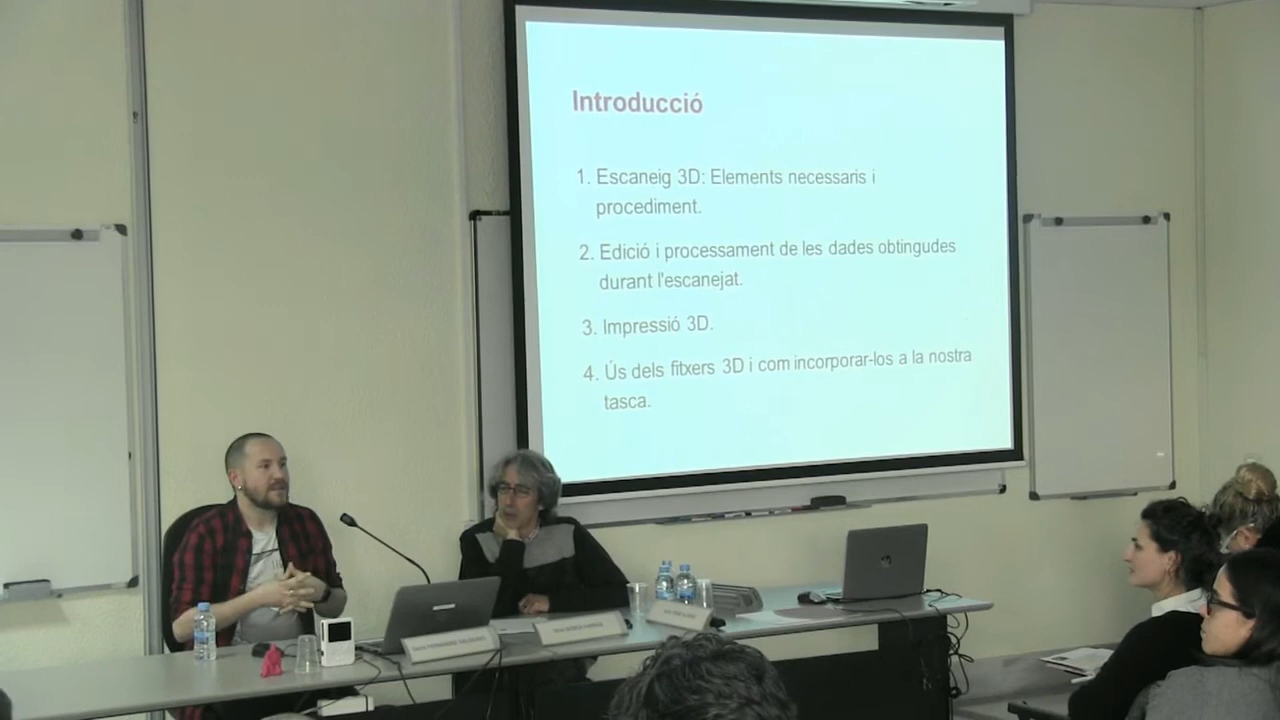 Introducció
1. Escaneig 3D: Elements necessaris i
procediment.
2. Edició i processament de les dades obtingudes
durant l'escanejat.
3. Impressió 3D.
4. Ús dels fitxers 3D i com incorporar-los a la nostra
tasca.